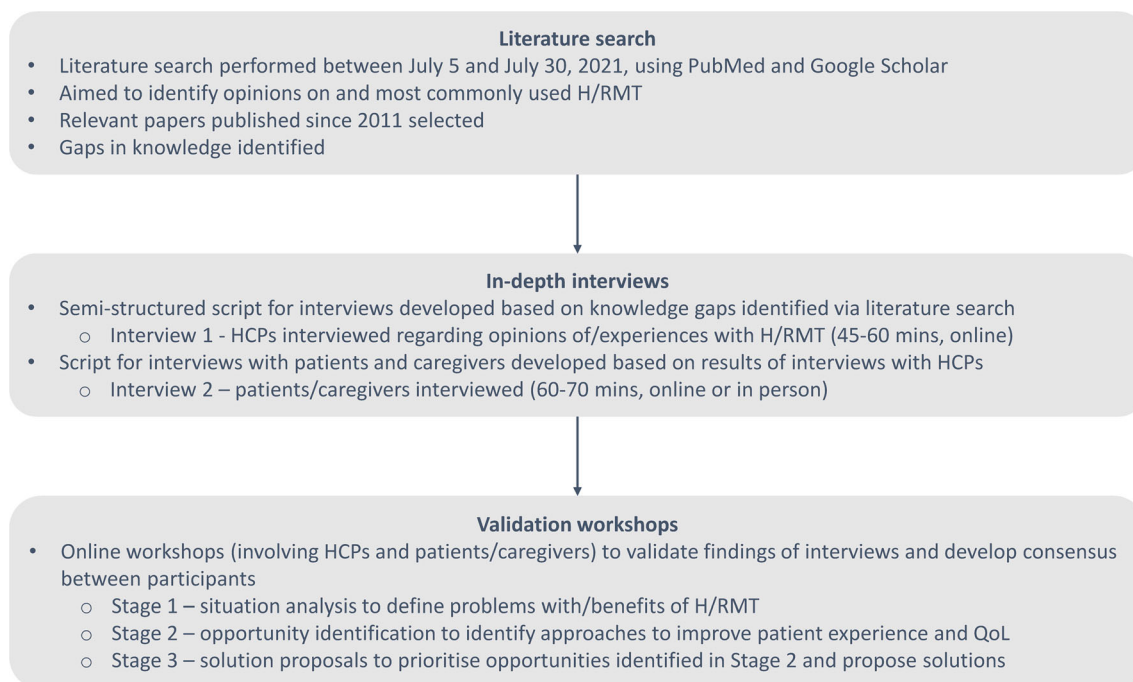 Literature search
• Literature search performed between July 5 and July 30, 2021, using PubMed and Google Scholar
• Aimed to identify opinions on and most commonly used H/RMT
• Relevant papers published since 2011 selected
• Gaps in knowledge identified
In-depth interviews
• Semi-structured script for interviews developed based on knowledge gaps identified via literature search
o Interview 1 - HCPs interviewed regarding opinions of/experiences with H/RMT (45-60 mins, online)
• Script for interviews with patients and caregivers developed based on results of interviews with HCPs
o Interview 2 – patients/caregivers interviewed (60-70 mins, online or in person)
Validation workshops
• Online workshops (involving HCPs and patients/caregivers) to validate findings of interviews and develop consensus
between participants
o Stage 1 – situation analysis to define problems with/benefits of H/RMT
o Stage 2 – opportunity identification to identify approaches to improve patient experience and QoL
o Stage 3 – solution proposals to prioritise opportunities identified in Stage 2 and propose solutions